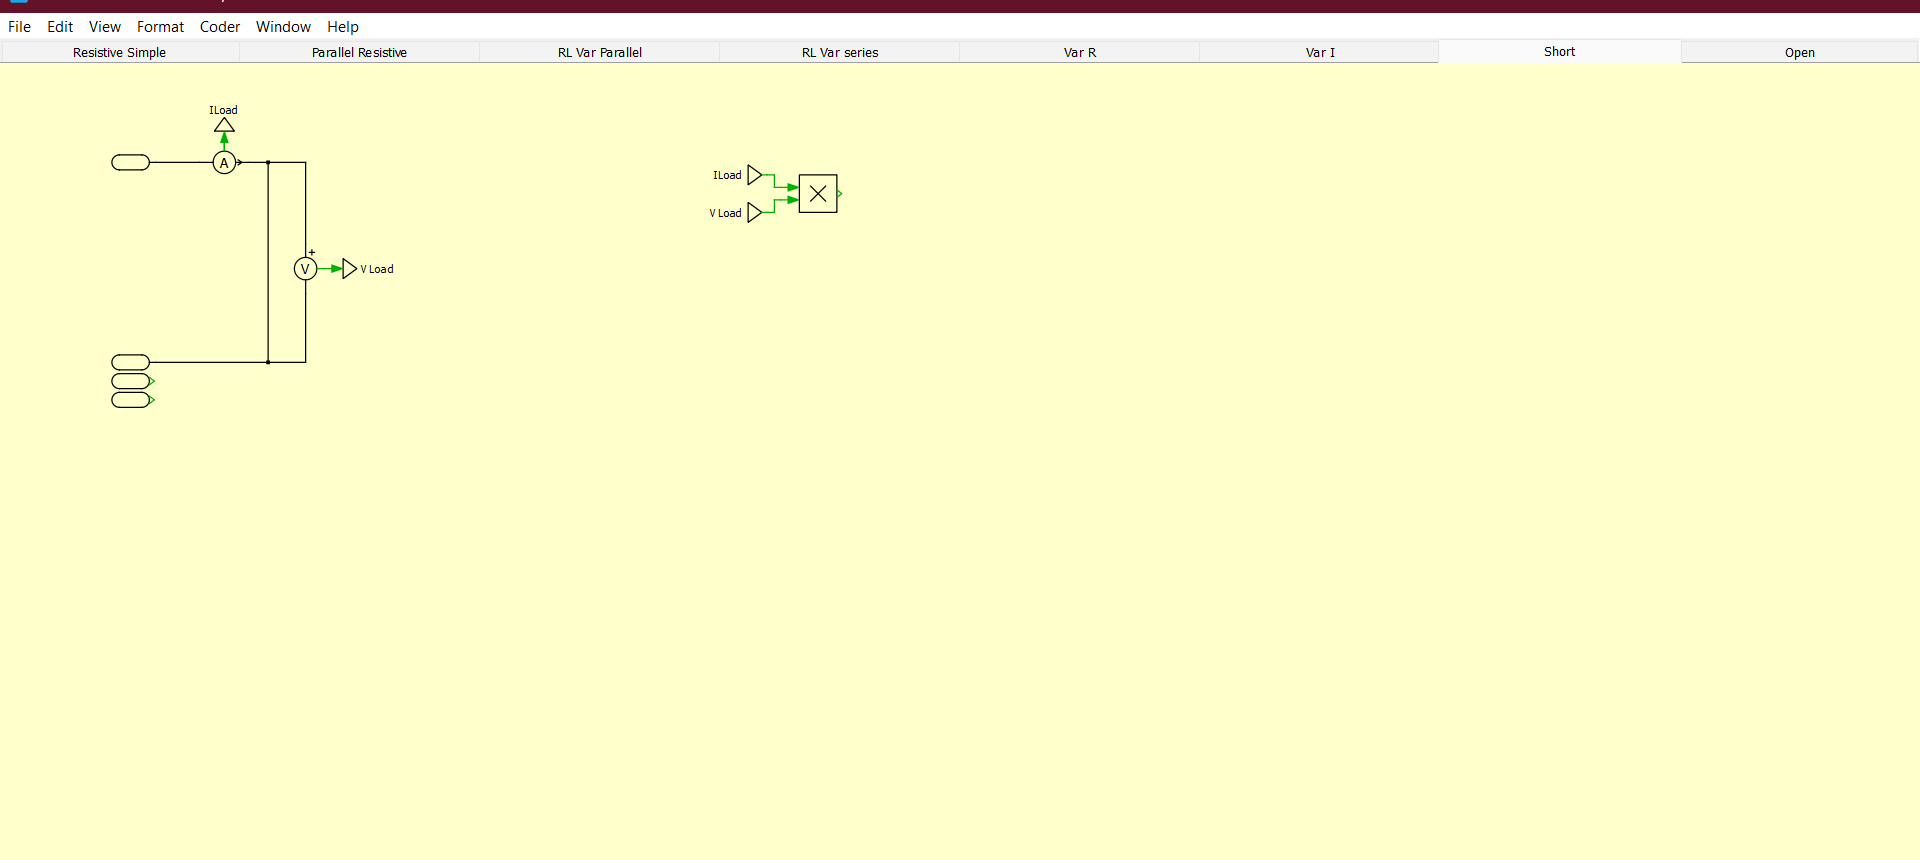 File Edit View Format Coder Window Help
Resistive Simple Parallel Resistive RL Var Parallel RL Var series Var R Var I Short Open
ILoad
A
ILoad
V Load
+
V
V Load